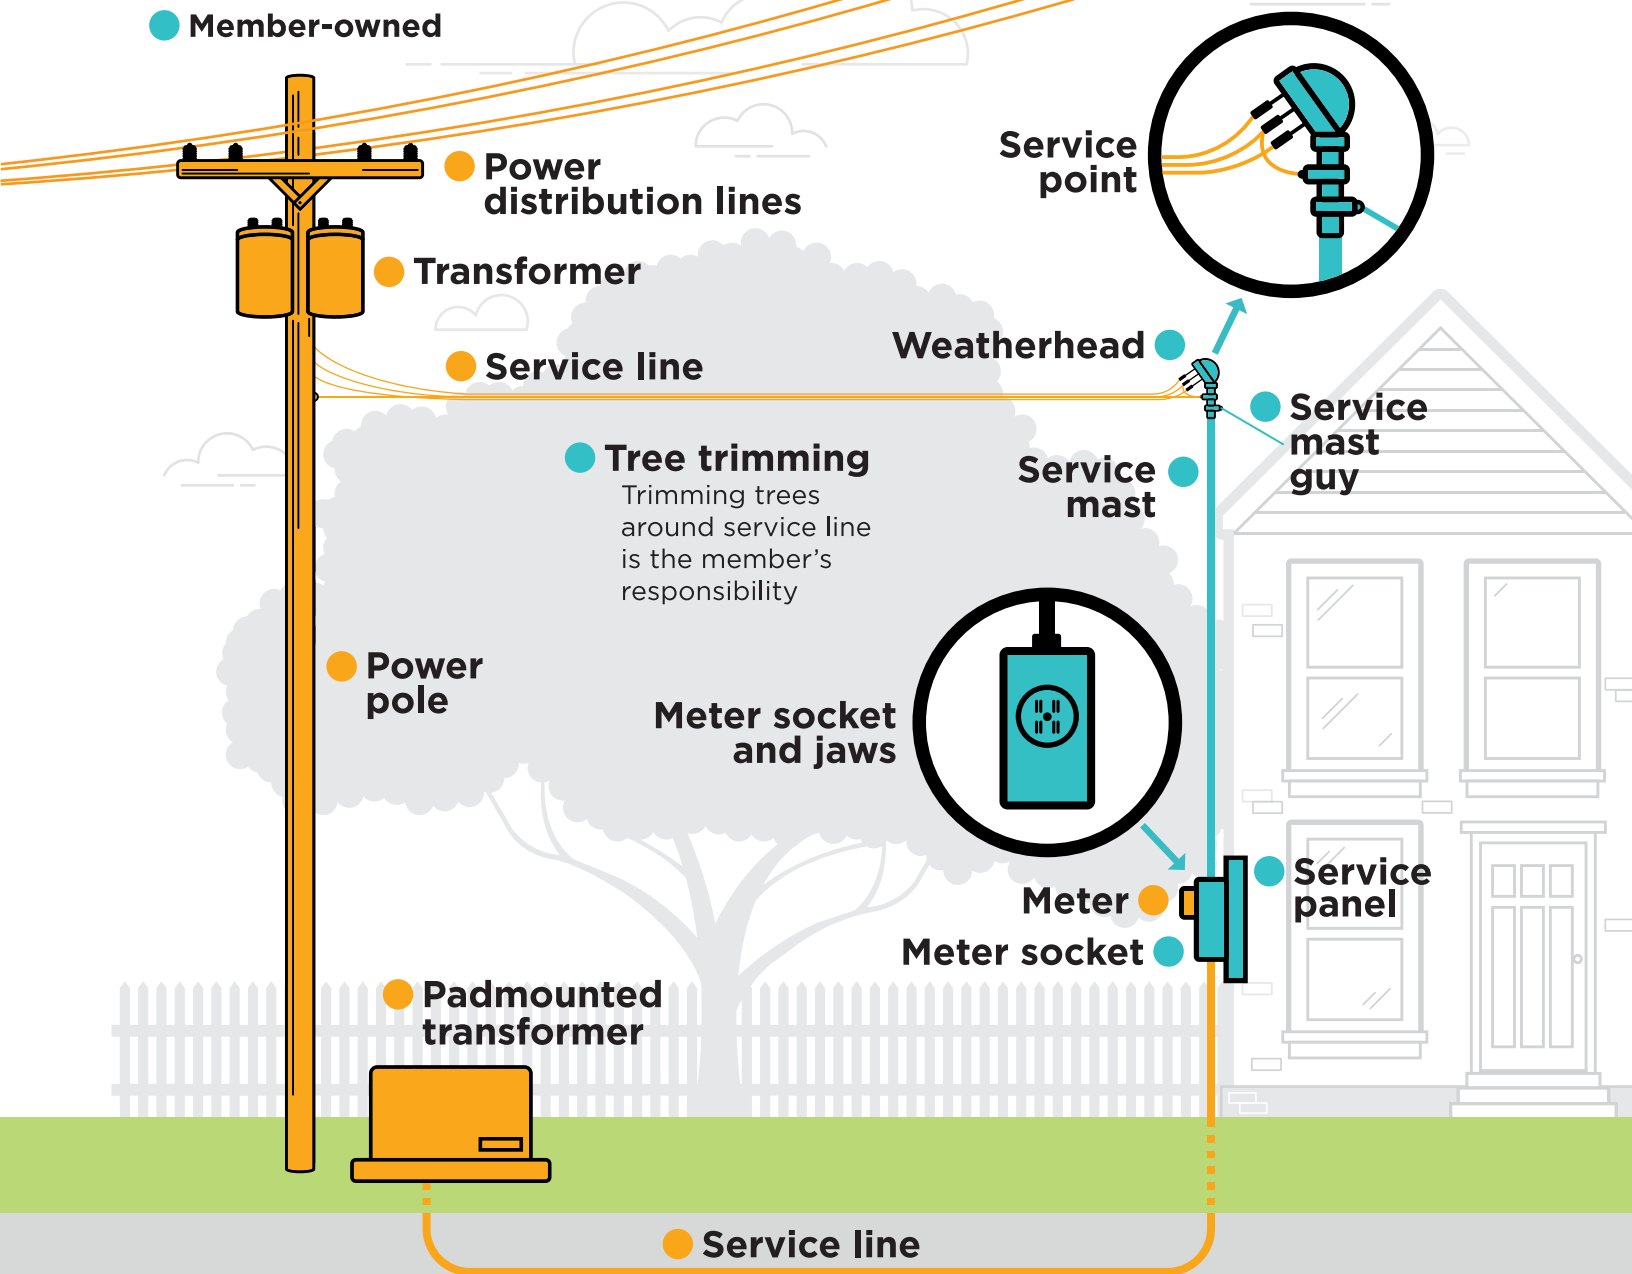 Member-owned
Power
distribution lines
Service
point
Transformer
Weatherhead
Service line
Service
mast
guy
Tree trimming
Trimming trees
around service line
is the member's
responsibility
Service
mast
Power
pole
Meter socket
and jaws
Service
panel
Meter
Meter socket
Padmounted
transformer
Service line